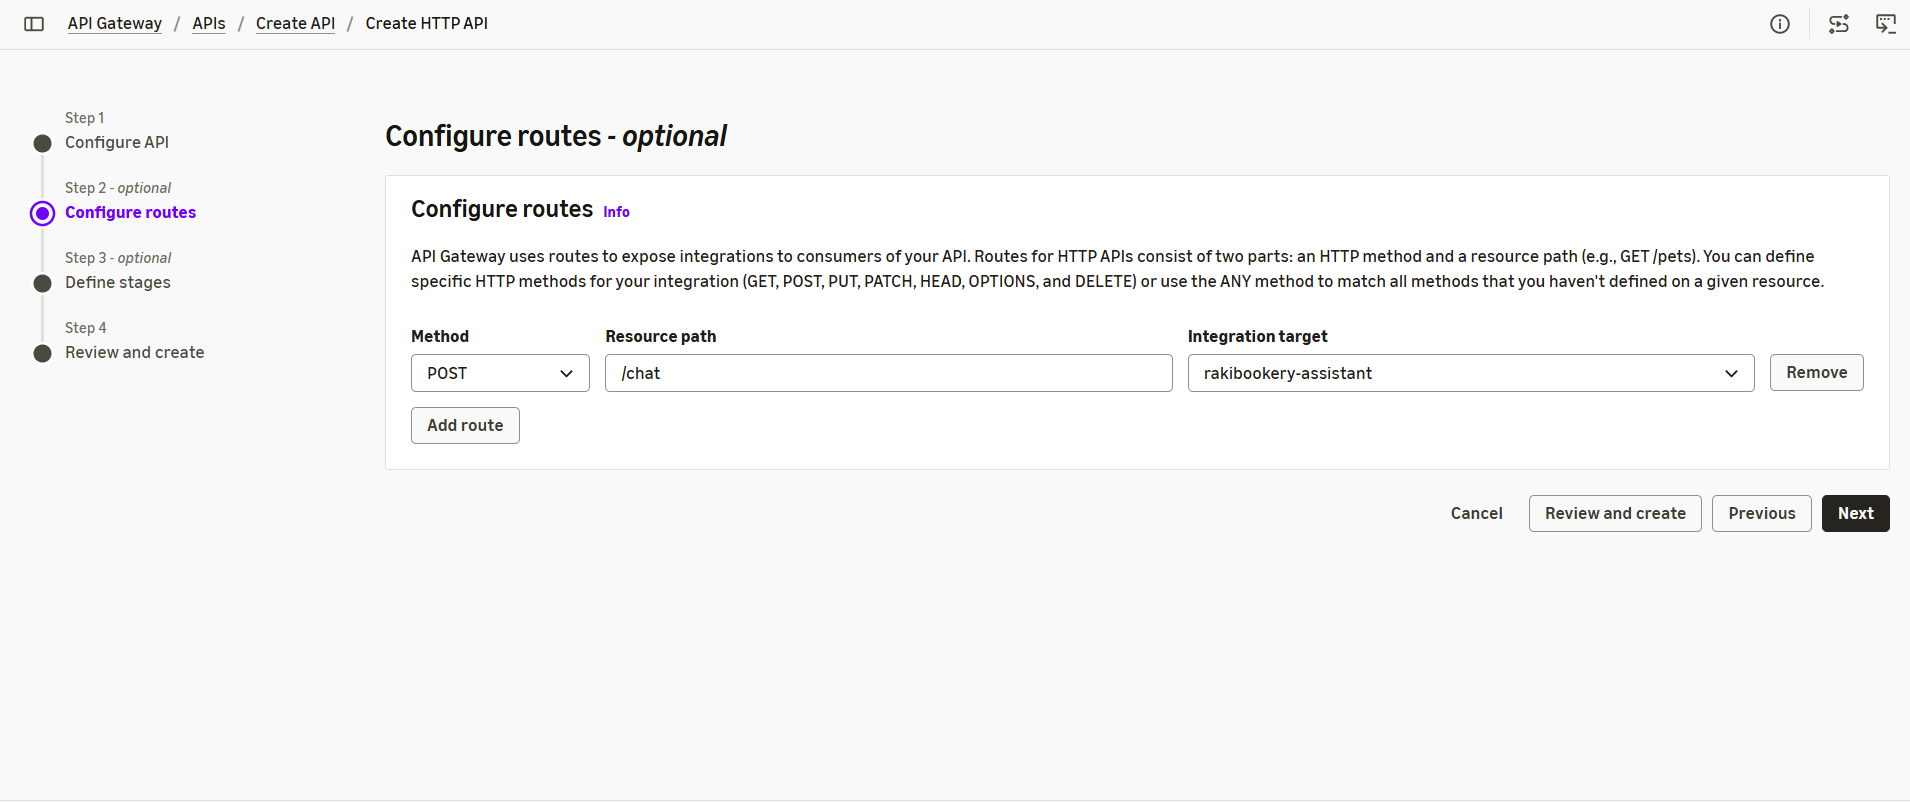 API Gateway / APIs / Create API / Create HTTP API
Step 1
Configure API
Step 2 - optional
Configure routes
Step 3 - optional
Define stages
Step 4
Review and create
Configure routes - optional
Configure routes Info
API Gateway uses routes to expose integrations to consumers of your API. Routes for HTTP APIs consist of two parts: an HTTP method and a resource path (e.g., GET /pets). You can define
specific HTTP methods for your integration (GET, POST, PUT, PATCH, HEAD, OPTIONS, and DELETE) or use the ANY method to match all methods that you haven't defined on a given resource.
Method Resource path Integration target
POST /chat rakibookery-assistant Remove
Add route
Cancel Review and create Previous Next